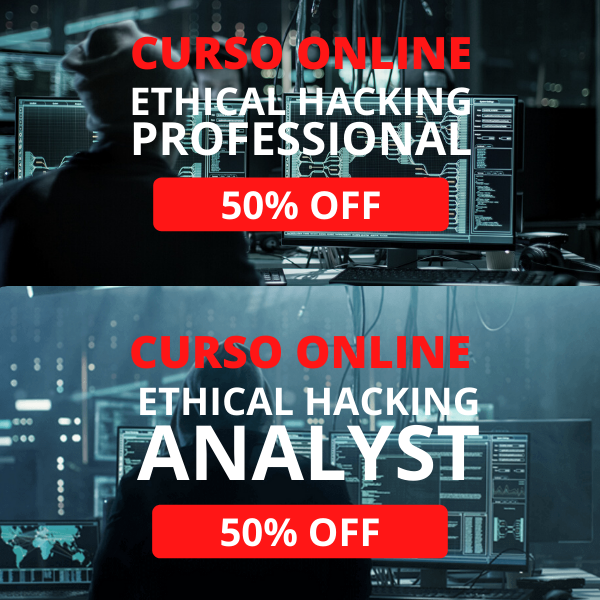 CURSO ONLINE
ETHICAL HACKING
PROFESSIONAL
50% OFF
CURSO ONLINE
ETHICAL HACKING
ANALYST
50% OFF